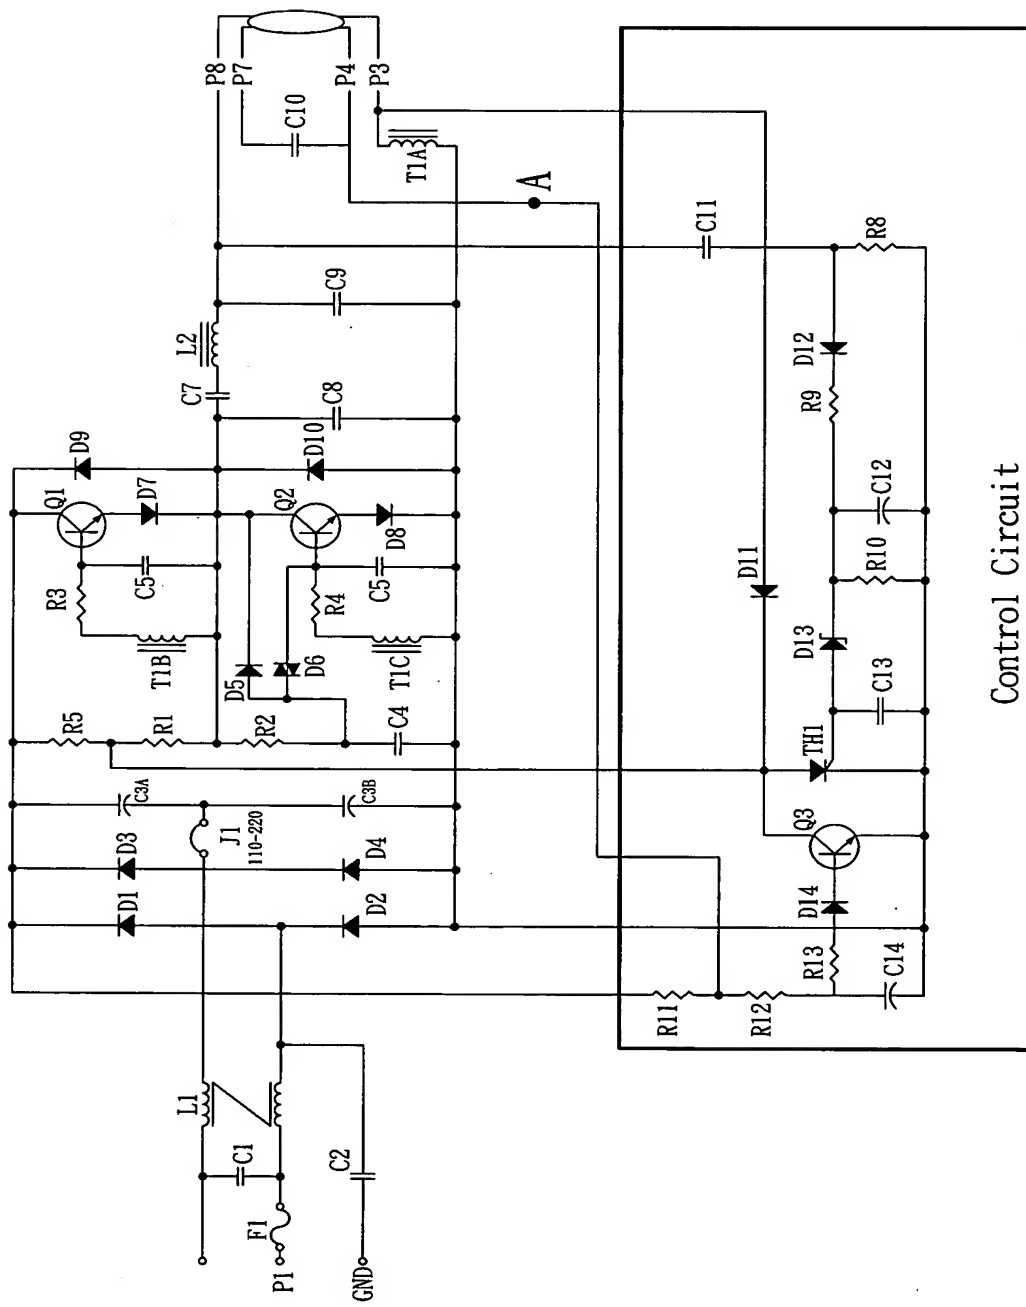 P8
P7
P4
P3
C10
T1A
A
C11
R8
C9
L2
C7
C8
D12
R9
D9
D10
Q1
D7
Q2
D8
C12
R10
D11
C5
C5
R3
R4
T1B
T1C
D5
D6
D13
C13
R5
R1
R2
C4
TH1
C3A
C3B
J1
110-220
D3
D4
Q3
D1
D2
D14
R13
C14
R11
R12
L1
C1
C2
F1
P1
GND
Control Circuit